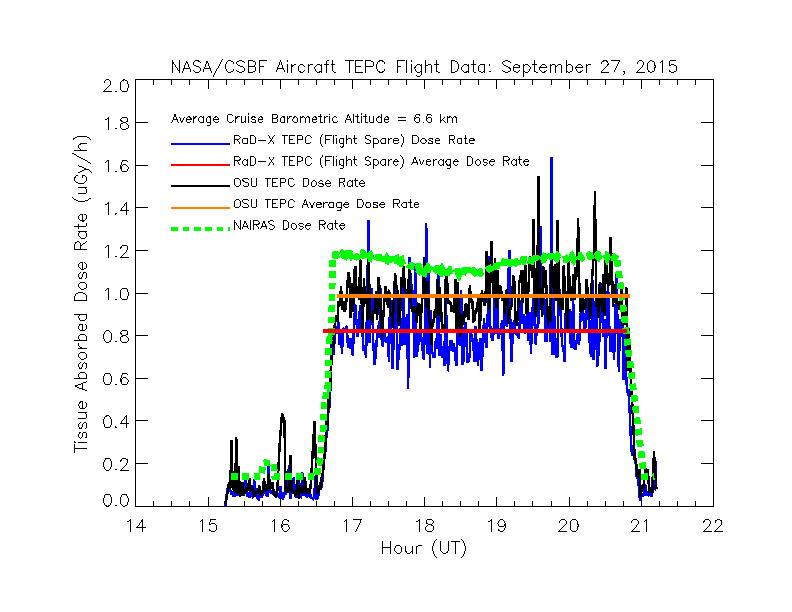 NASA/CSBF Aircraft TEPC Flight Data: September 27, 2015
Tissue Absorbed Dose Rate (uGy/h)
2.0
1.8
1.6
1.4
1.2
1.0
0.8
0.6
0.4
0.2
0.0
Average Cruise Barometric Altitude = 6.6 km
RaD-X TEPC (Flight Spare) Dose Rate
RaD-X TEPC (Flight Spare) Average Dose Rate
OSU TEPC Dose Rate
OSU TEPC Average Dose Rate
NAIRAS Dose Rate
14 15 16 17 18 19 20 21 22
Hour (UT)